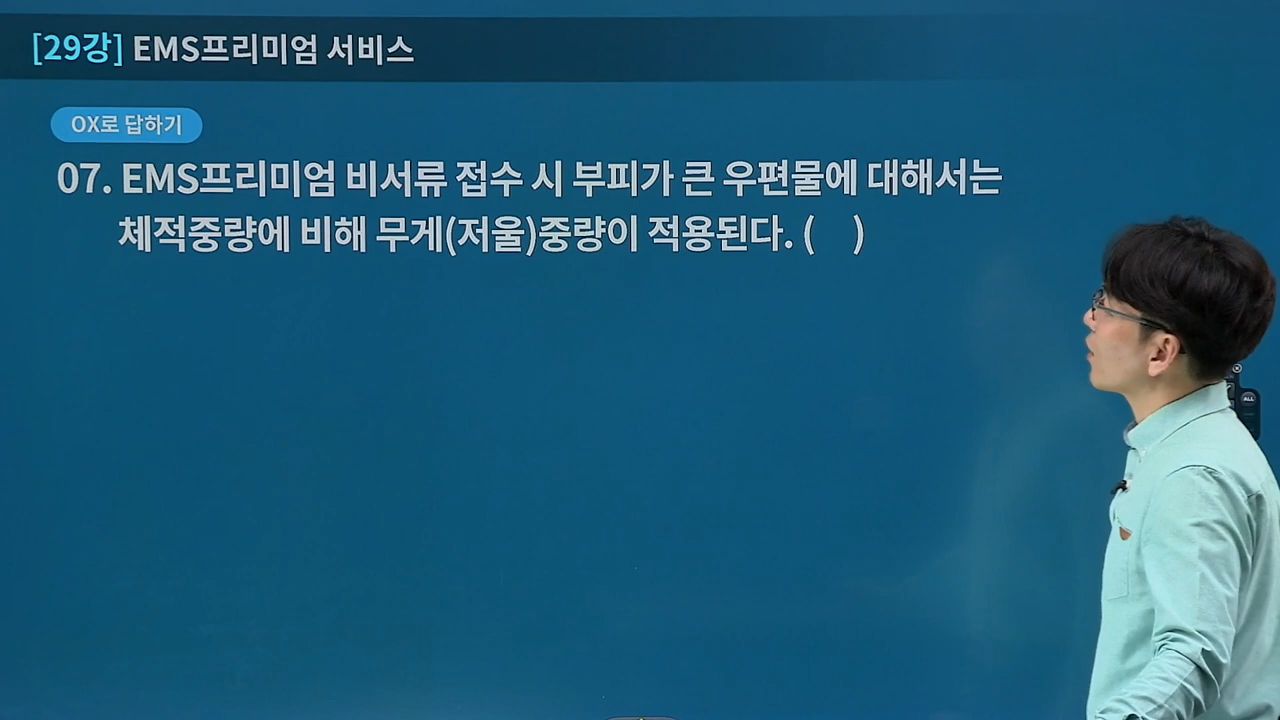 [29강] EMS프리미엄 서비스
OX로 답하기
07. EMS프리미엄 비서류 접수 시 부피가 큰 우편물에 대해서는
체적중량에 비해 무게(저울)중량이 적용된다. ( )
ALL